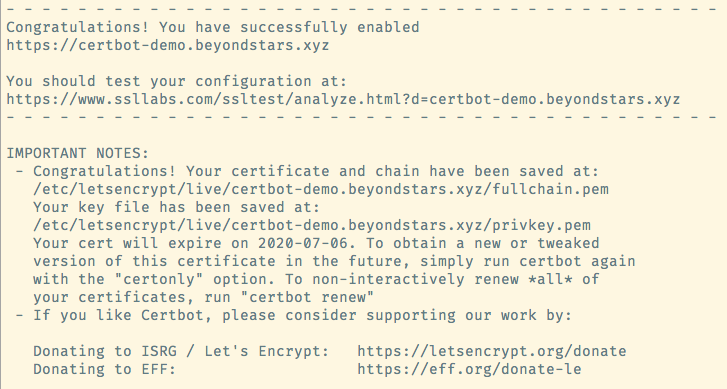 - - - - - - - - - - - - - - - - - - - - - - - - - - - - - - - - - - - - - - - -
Congratulations! You have successfully enabled
https://certbot-demo.beyondstars.xyz
You should test your configuration at:
https://www.ssllabs.com/ssltest/analyze.html?d=certbot-demo.beyondstars.xyz
- - - - - - - - - - - - - - - - - - - - - - - - - - - - - - - - - - - - - - - -
IMPORTANT NOTES:
- Congratulations! Your certificate and chain have been saved at:
/etc/letsencrypt/live/certbot-demo.beyondstars.xyz/fullchain.pem
Your key file has been saved at:
/etc/letsencrypt/live/certbot-demo.beyondstars.xyz/privkey.pem
Your cert will expire on 2020-07-06. To obtain a new or tweaked
version of this certificate in the future, simply run certbot again
with the "certonly" option. To non-interactively renew *all* of
your certificates, run "certbot renew"
- If you like Certbot, please consider supporting our work by:
Donating to ISRG / Let's Encrypt: https://letsencrypt.org/donate
Donating to EFF: https://eff.org/donate-le